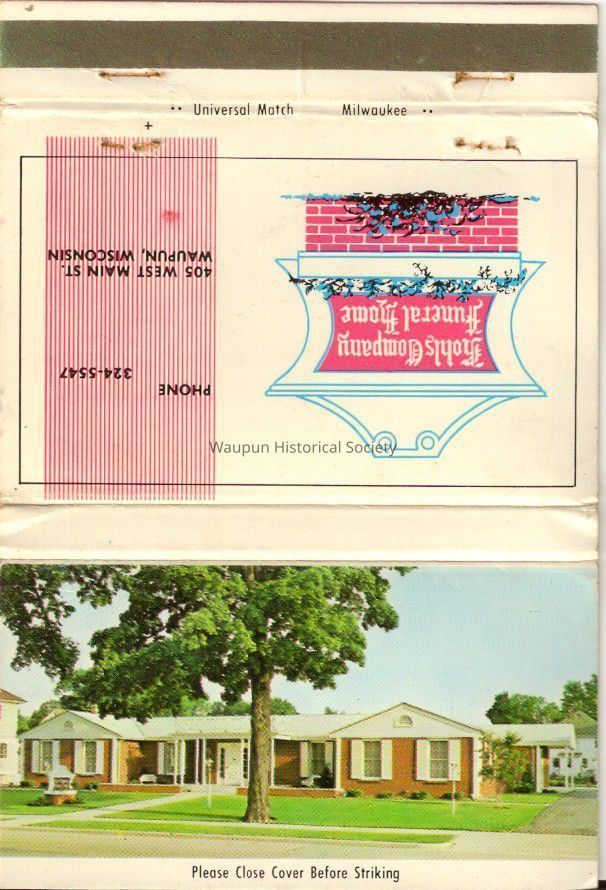 Universal Match Milwaukee
Kohls Company
Funeral Home
405 WEST MAIN ST.
WAUPUN, WISCONSIN
PHONE
324-5547
Waupun Historical Society
Please Close Cover Before Striking